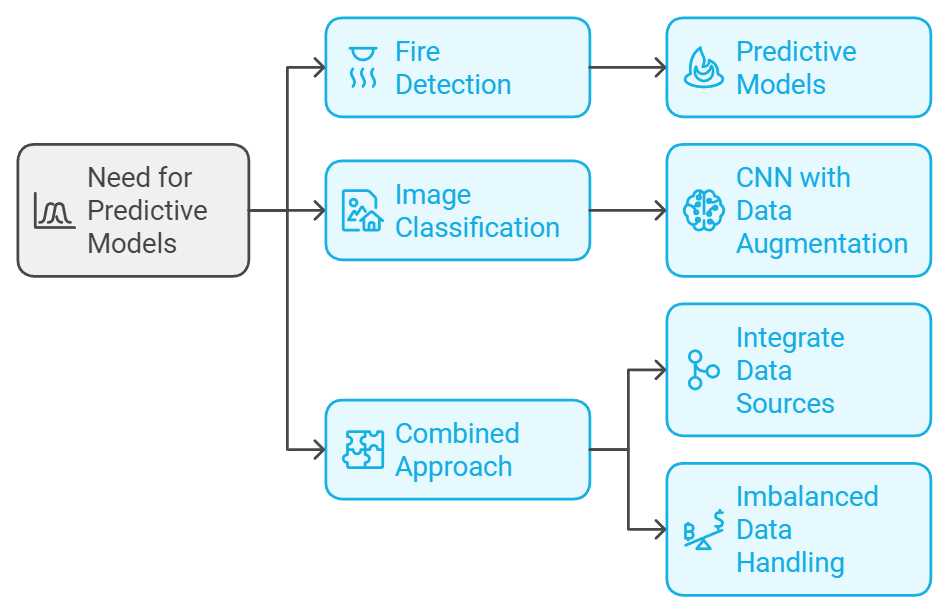 Need for
Predictive
Models
Fire
Detection
Predictive
Models
Image
Classification
CNN with
Data
Augmentation
Combined
Approach
Integrate
Data
Sources
Imbalanced
Data
Handling